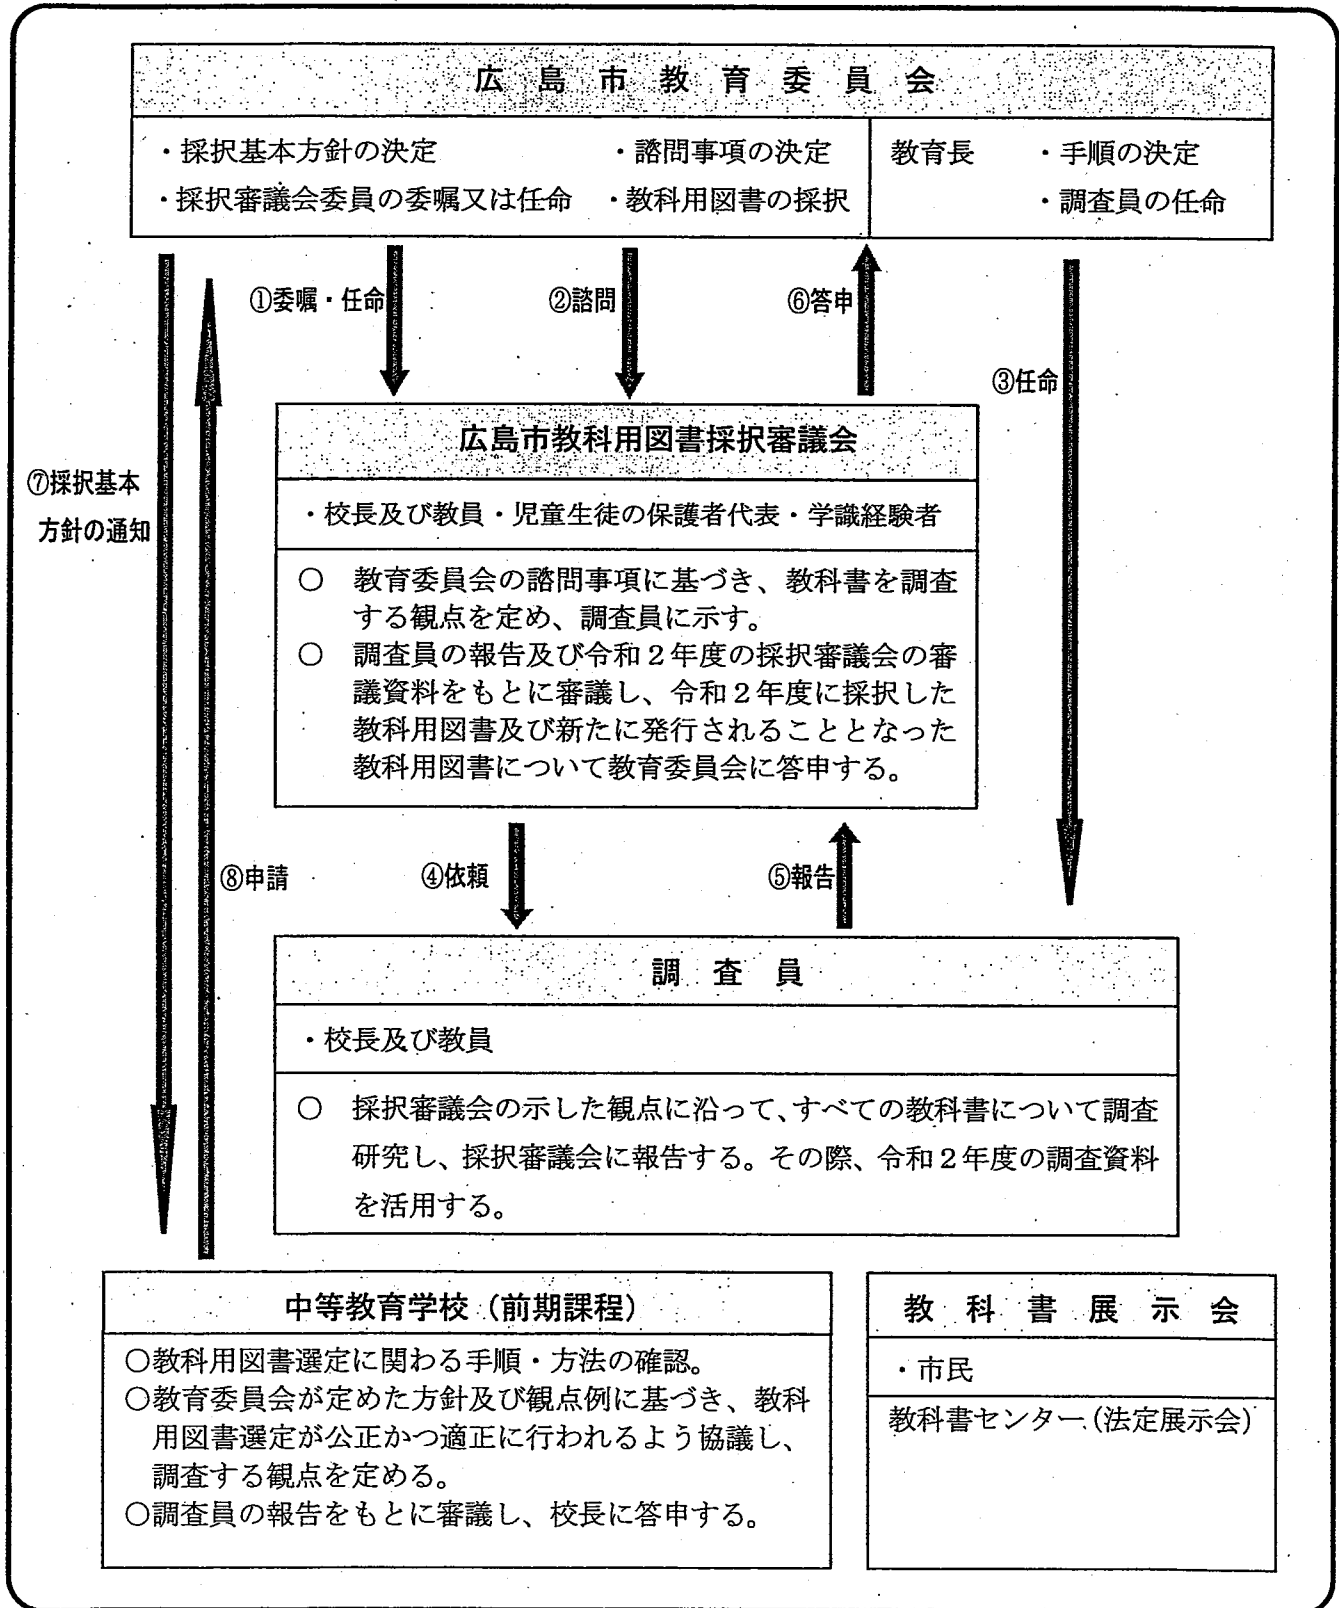 広島市教育委員会
・採択基本方針の決定　・諮問事項の決定
・採択審議会委員の委嘱又は任命　・教科用図書の採択
教育長　・手順の決定
・調査員の任命
①委嘱・任命
②諮問
⑥答申
③任命
⑦採択基本
方針の通知
広島市教科用図書採択審議会
・校長及び教員・児童生徒の保護者代表・学識経験者
○　教育委員会の諮問事項に基づき、教科書を調査
する観点を定め、調査員に示す。
○　調査員の報告及び令和２年度の採択審議会の審
議資料をもとに審議し、令和２年度に採択した
教科用図書及び新たに発行されることとなった
教科用図書について教育委員会に答申する。
⑧申請
④依頼
⑤報告
調査員
・校長及び教員
○　採択審議会の示した観点に沿って、すべての教科書について調査
研究し、採択審議会に報告する。その際、令和２年度の調査資料
を活用する。
中等教育学校（前期課程）
○教科用図書選定に関わる手順・方法の確認。
○教育委員会が定めた方針及び観点例に基づき、教科
用図書選定が公正かつ適正に行われるよう協議し、
調査する観点を定める。
○調査員の報告をもとに審議し、校長に答申する。
教科書展示会
・市民
教科書センター（法定展示会）